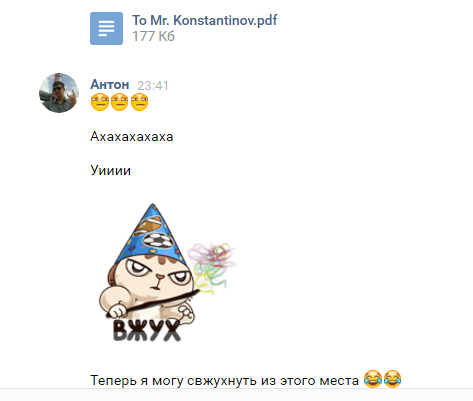 To Mr. Konstantinov.pdf
177 Кб
Антон 23:41
Ахахахахаха
Уииии
ВЖУХ
Теперь я могу свжухнуть из этого места